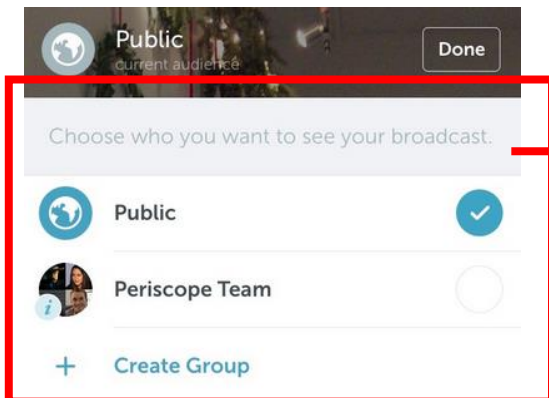 Public
current audience
Done
Choose who you want to see your broadcast.
Public
i
Periscope Team
+ Create Group